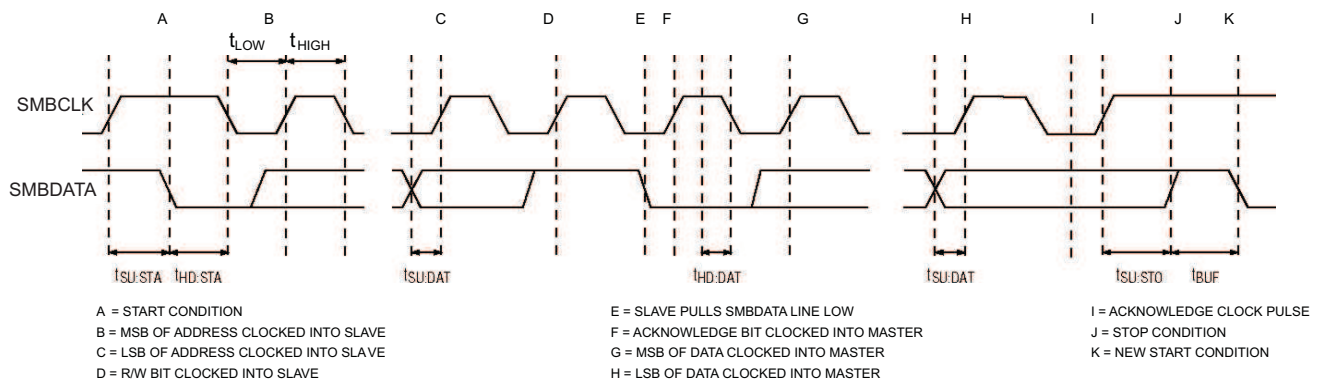 A B C D E F G H I J K
tLOW tHIGH
SMBCLK
SMBDATA
tSU:STA tHD:STA tSU:DAT tHD:DAT tSU:DAT tSU:STO tBUF
A = START CONDITION
B = MSB OF ADDRESS CLOCKED INTO SLAVE
C = LSB OF ADDRESS CLOCKED INTO SLAVE
D = R/W BIT CLOCKED INTO SLAVE
E = SLAVE PULLS SMBDATA LINE LOW
F = ACKNOWLEDGE BIT CLOCKED INTO MASTER
G = MSB OF DATA CLOCKED INTO MASTER
H = LSB OF DATA CLOCKED INTO MASTER
I = ACKNOWLEDGE CLOCK PULSE
J = STOP CONDITION
K = NEW START CONDITION